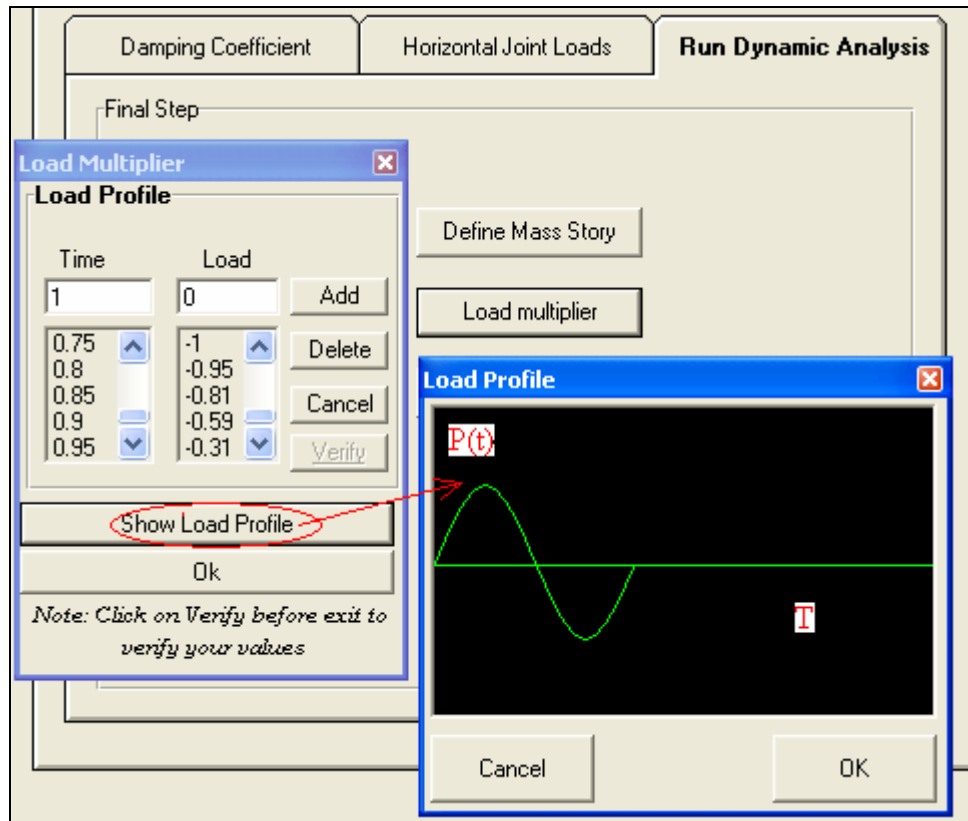 Damping Coefficient
Horizontal Joint Loads
Run Dynamic Analysis
Final Step
Load Multiplier
Load Profile
Time
Load
1
0
Add
0.75
0.8
0.85
0.9
0.95
-1
-0.95
-0.81
-0.59
-0.31
Delete
Cancel
Verify
Show Load Profile
Ok
Note: Click on Verify before exit to
verify your values
Define Mass Story
Load multiplier
Load Profile
P(t)
T
Cancel
OK